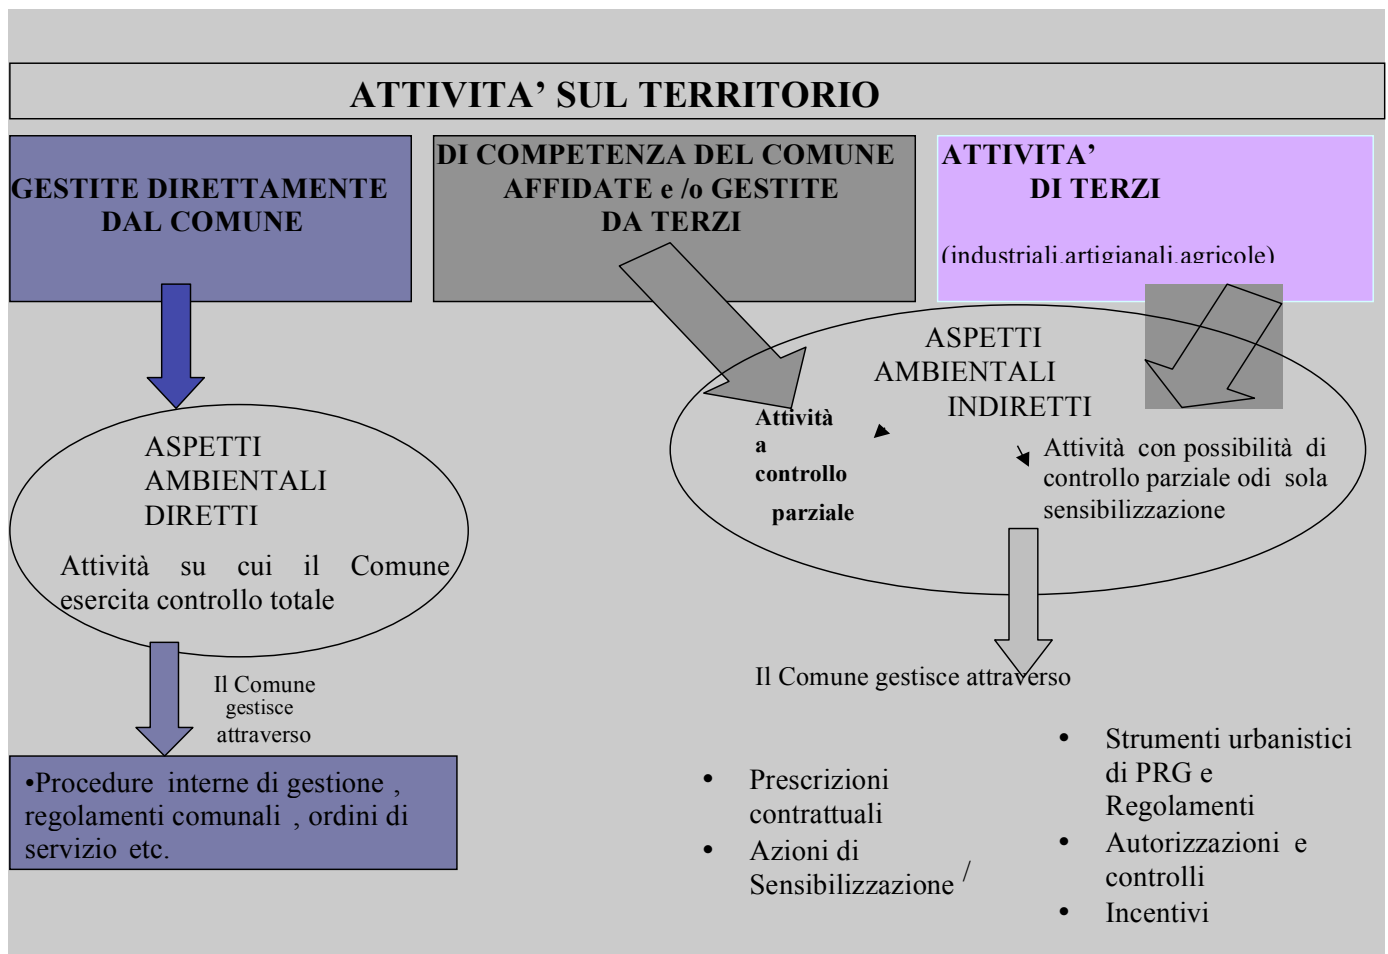 ATTIVITA’ SUL TERRITORIO
GESTITE DIRETTAMENTE
DAL COMUNE
DI COMPETENZA DEL COMUNE
AFFIDATE e /o GESTITE
DA TERZI
ATTIVITA’
DI TERZI
(industriali,artigianali,agricole)
ASPETTI
AMBIENTALI
DIRETTI
Attività su cui il Comune
esercita controllo totale
Il Comune
gestisce
attraverso
•Procedure interne di gestione ,
regolamenti comunali , ordini di
servizio etc.
ASPETTI
AMBIENTALI
INDIRETTI
Attività
a
controllo
parziale
Attività con possibilità di
controllo parziale odi sola
sensibilizzazione
Il Comune gestisce attraverso
• Prescrizioni
contrattuali
• Azioni di
Sensibilizzazione /
• Strumenti urbanistici
di PRG e
Regolamenti
• Autorizzazioni e
controlli
• Incentivi